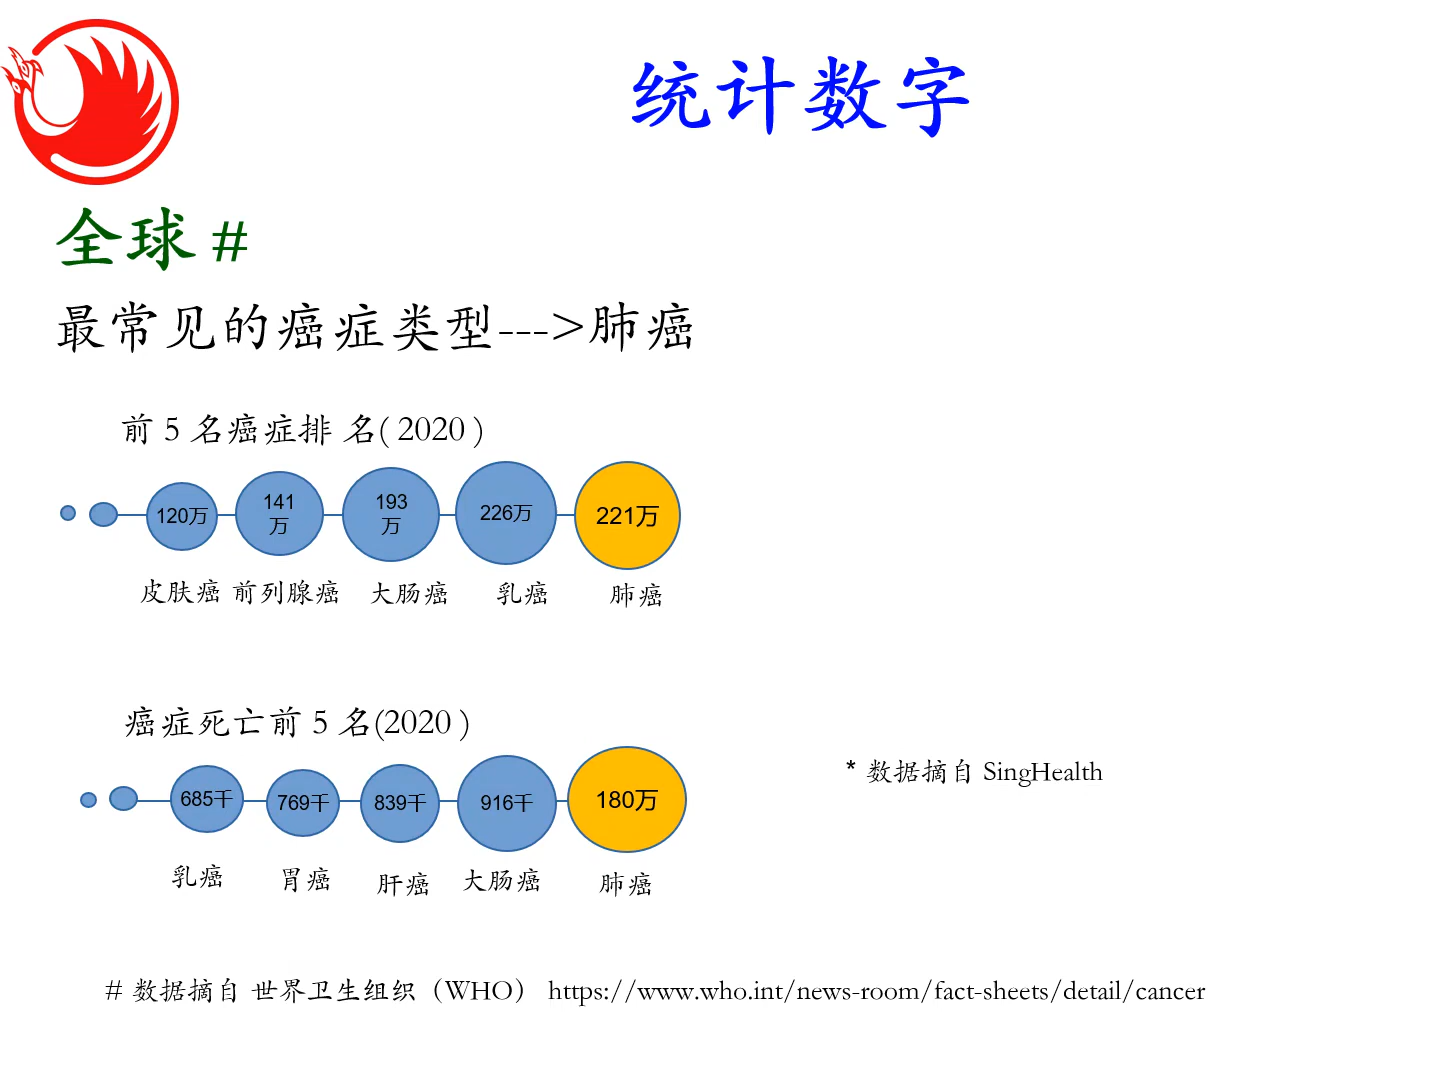 统计数字
全球 #
最常见的癌症类型--->肺癌
前 5 名癌症排 名( 2020 )
120万 141万 193万 226万 221万
皮肤癌 前列腺癌 大肠癌 乳癌 肺癌
癌症死亡前 5 名(2020 )
685千 769千 839千 916千 180万
乳癌 胃癌 肝癌 大肠癌 肺癌
* 数据摘自 SingHealth
# 数据摘自 世界卫生组织（WHO） https://www.who.int/news-room/fact-sheets/detail/cancer